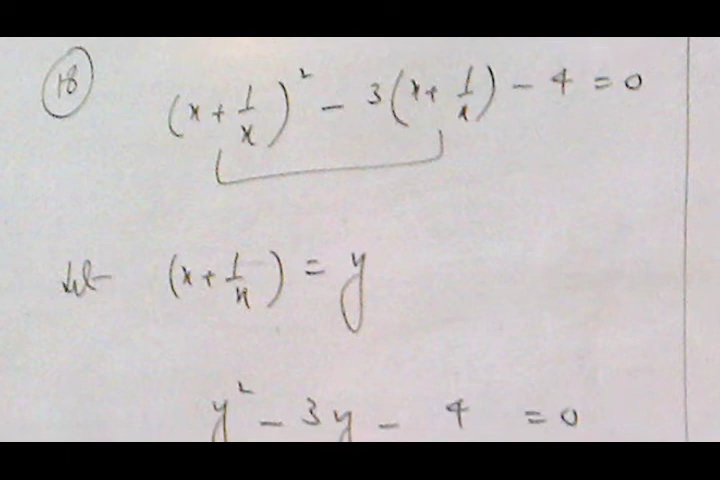 18
(x + 1/x)² - 3(x + 1/x) - 4 = 0
let (x + 1/x) = y
y² - 3y - 4 = 0